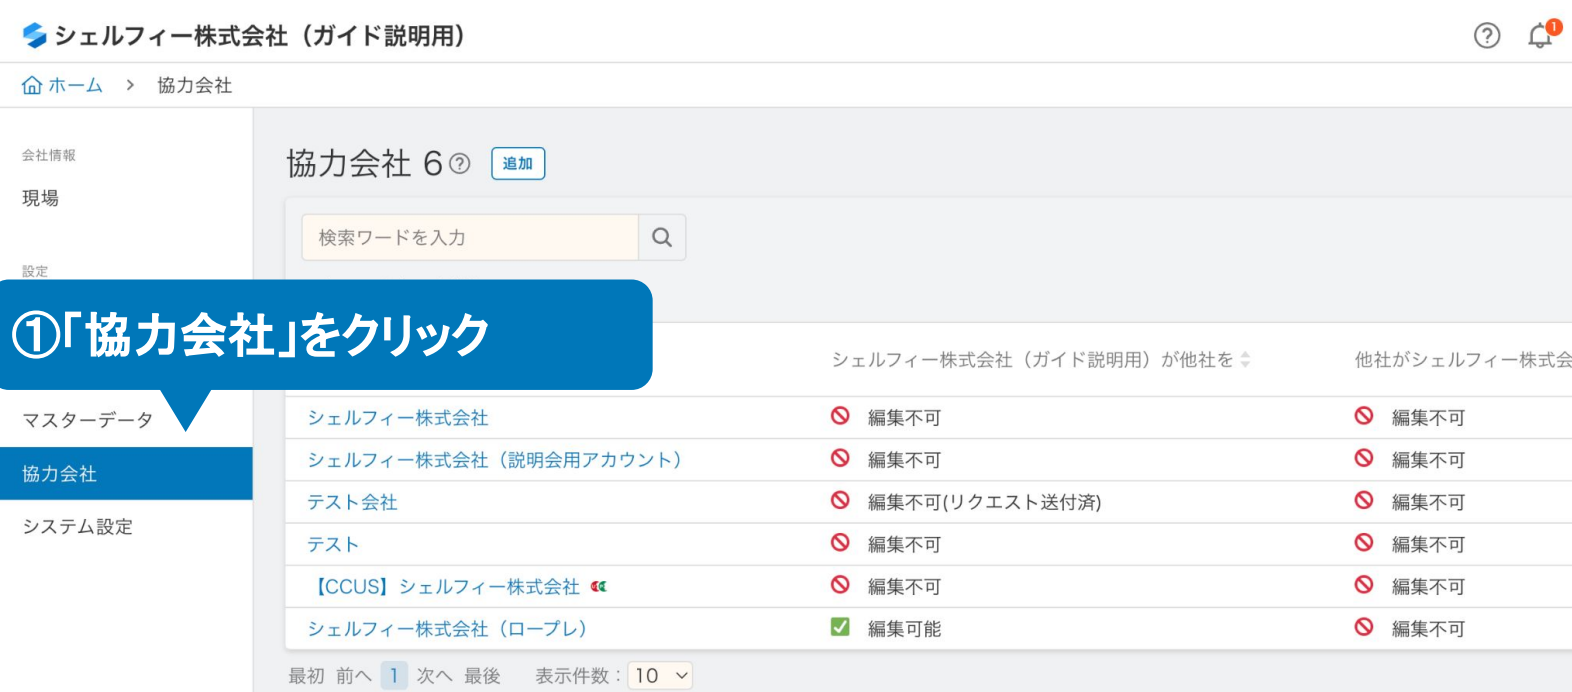 シェルフィー株式会社（ガイド説明用）
1
ホーム > 協力会社
会社情報
協力会社 6 追加
現場
検索ワードを入力
設定
①「協力会社」をクリック
シェルフィー株式会社（ガイド説明用）が他社を
他社がシェルフィー株式会
マスターデータ
シェルフィー株式会社 編集不可 編集不可
シェルフィー株式会社（説明会用アカウント） 編集不可 編集不可
協力会社
テスト会社 編集不可(リクエスト送付済) 編集不可
システム設定
テスト 編集不可 編集不可
【CCUS】シェルフィー株式会社 編集不可 編集不可
シェルフィー株式会社（ロープレ） 編集可能 編集不可
最初 前へ 1 次へ 最後 表示件数： 10